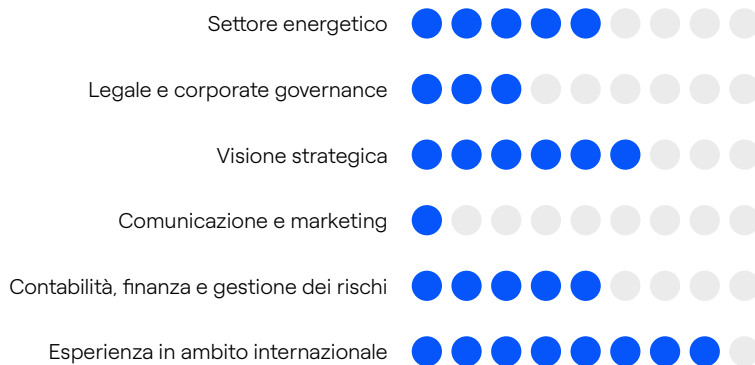 Settore energetico
Legale e corporate governance
Visione strategica
Comunicazione e marketing
Contabilità, finanza e gestione dei rischi
Esperienza in ambito internazionale